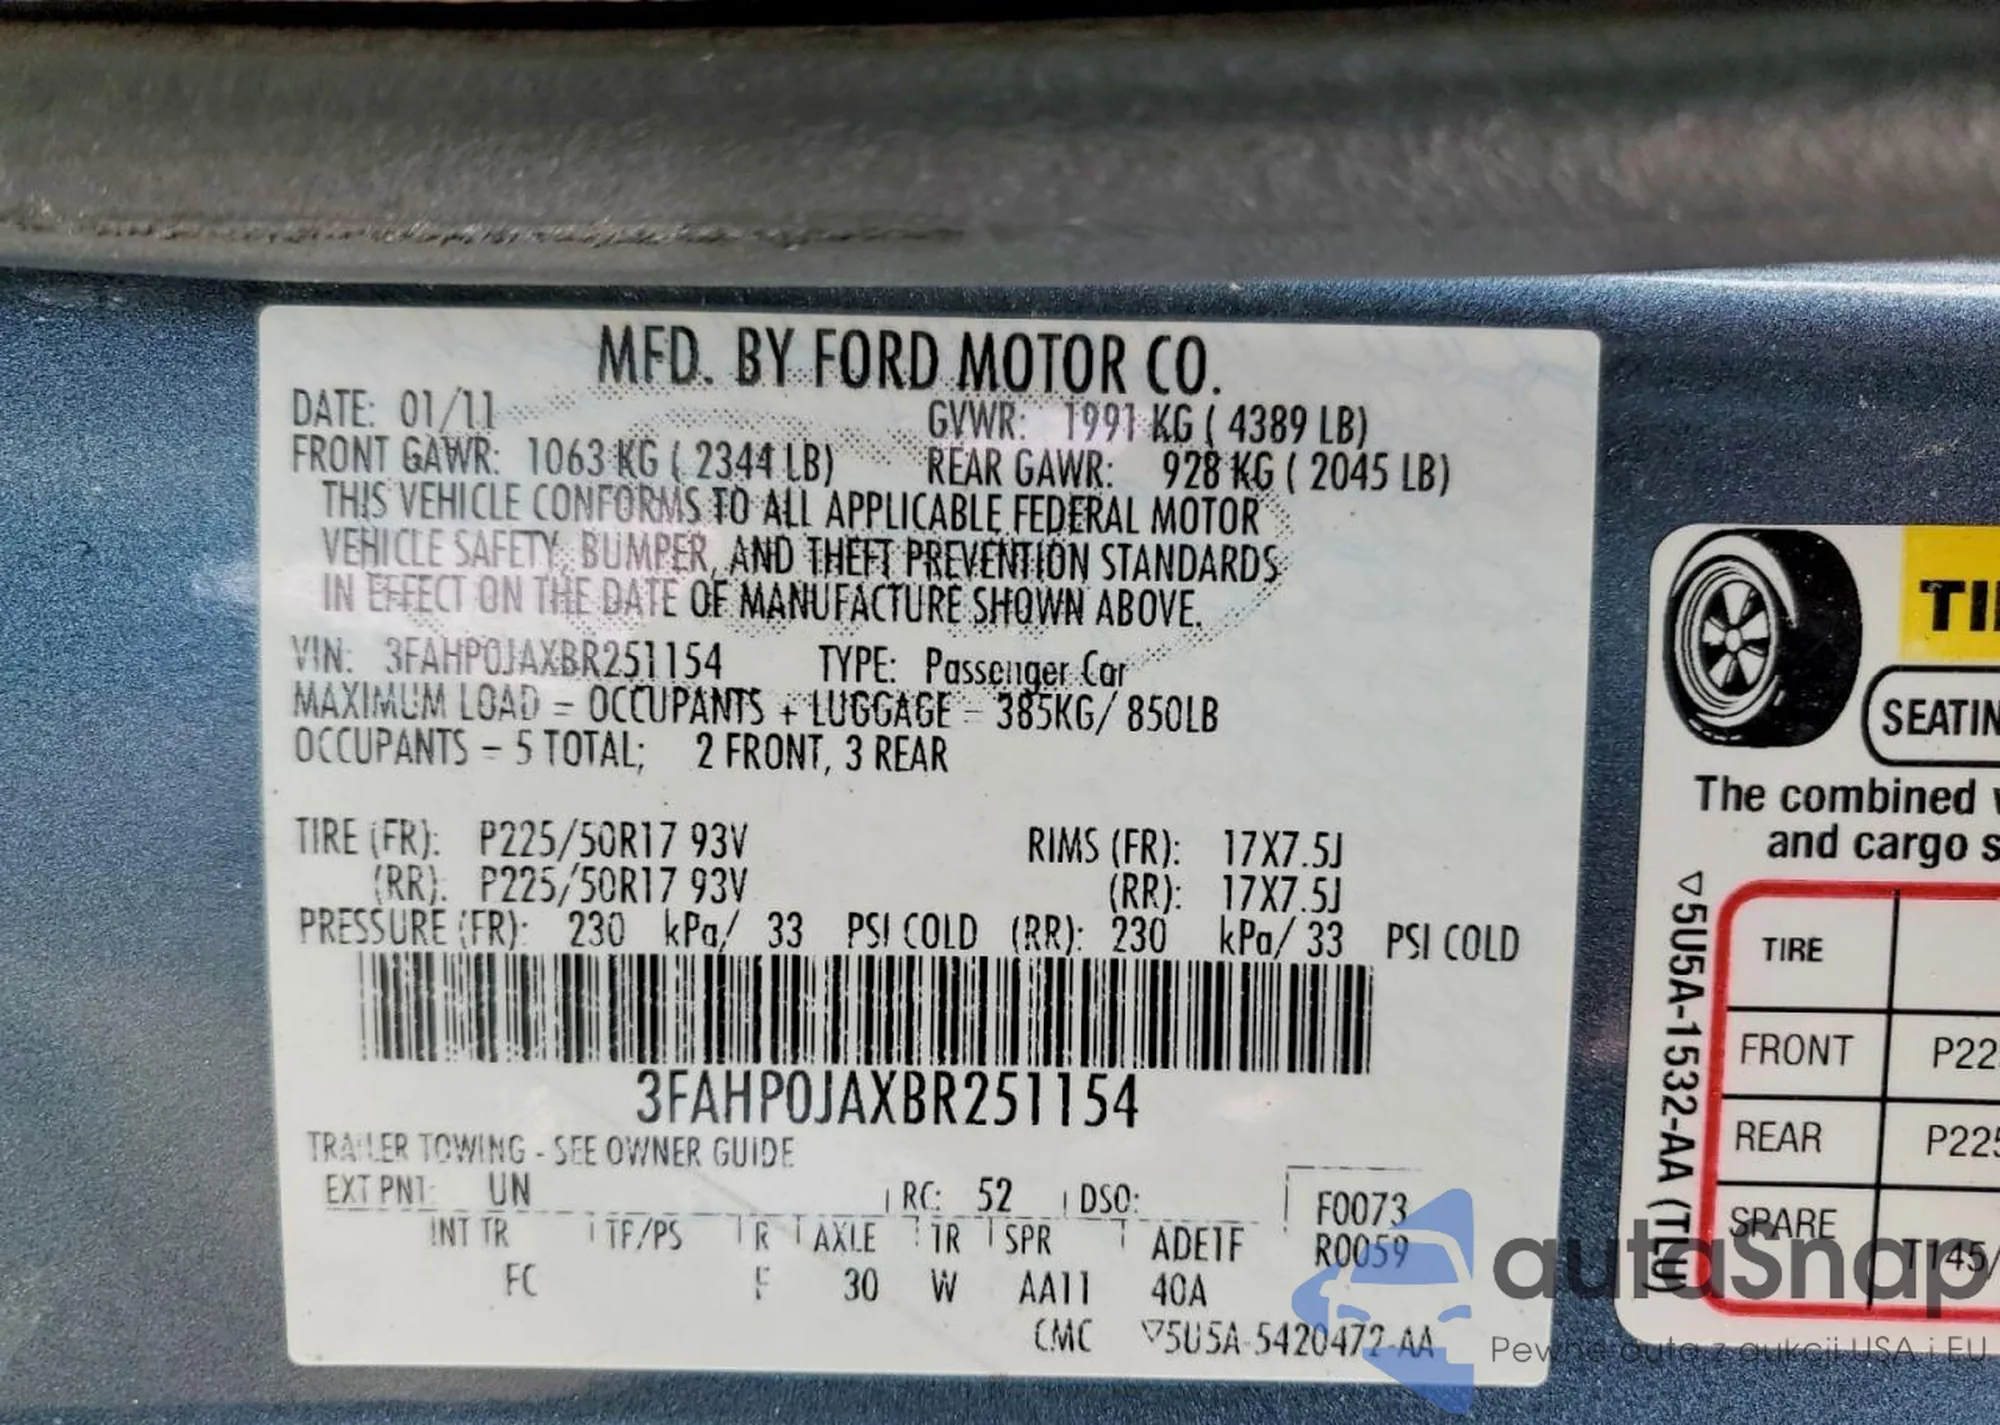 MFD. BY FORD MOTOR CO.
DATE: 01/11 GVWR: 1991 KG ( 4389 LB)
FRONT GAWR: 1063 KG ( 2344 LB) REAR GAWR: 928 KG ( 2045 LB)
THIS VEHICLE CONFORMS TO ALL APPLICABLE FEDERAL MOTOR
VEHICLE SAFETY, BUMPER, AND THEFT PREVENTION STANDARDS
IN EFFECT ON THE DATE OF MANUFACTURE SHOWN ABOVE.
VIN: 3FAHP0JAXBR251154 TYPE: Passenger Car
MAXIMUM LOAD = OCCUPANTS + LUGGAGE = 385KG/ 850LB
OCCUPANTS = 5 TOTAL; 2 FRONT, 3 REAR
TIRE (FR): P225/50R17 93V RIMS (FR): 17X7.5J
(RR): P225/50R17 93V (RR): 17X7.5J
PRESSURE (FR): 230 kPa/ 33 PSI COLD (RR): 230 kPa/ 33 PSI COLD
3FAHP0JAXBR251154
TRAILER TOWING - SEE OWNER GUIDE
EXT PNT: UN RC: 52 DSO: F0073
INT TR TF/PS R AXLE TR SPR ADE1F R0059
FC F 30 W AA11 40A
CMC ▽5U5A-5420472-AA
TI
SEATIN
The combined
and cargo s
▽5U5A-1532-AA (TLU)
TIRE
FRONT P22
REAR P225
SPARE T145/
autaSnap
Pewne auta z aukcji USA i EU